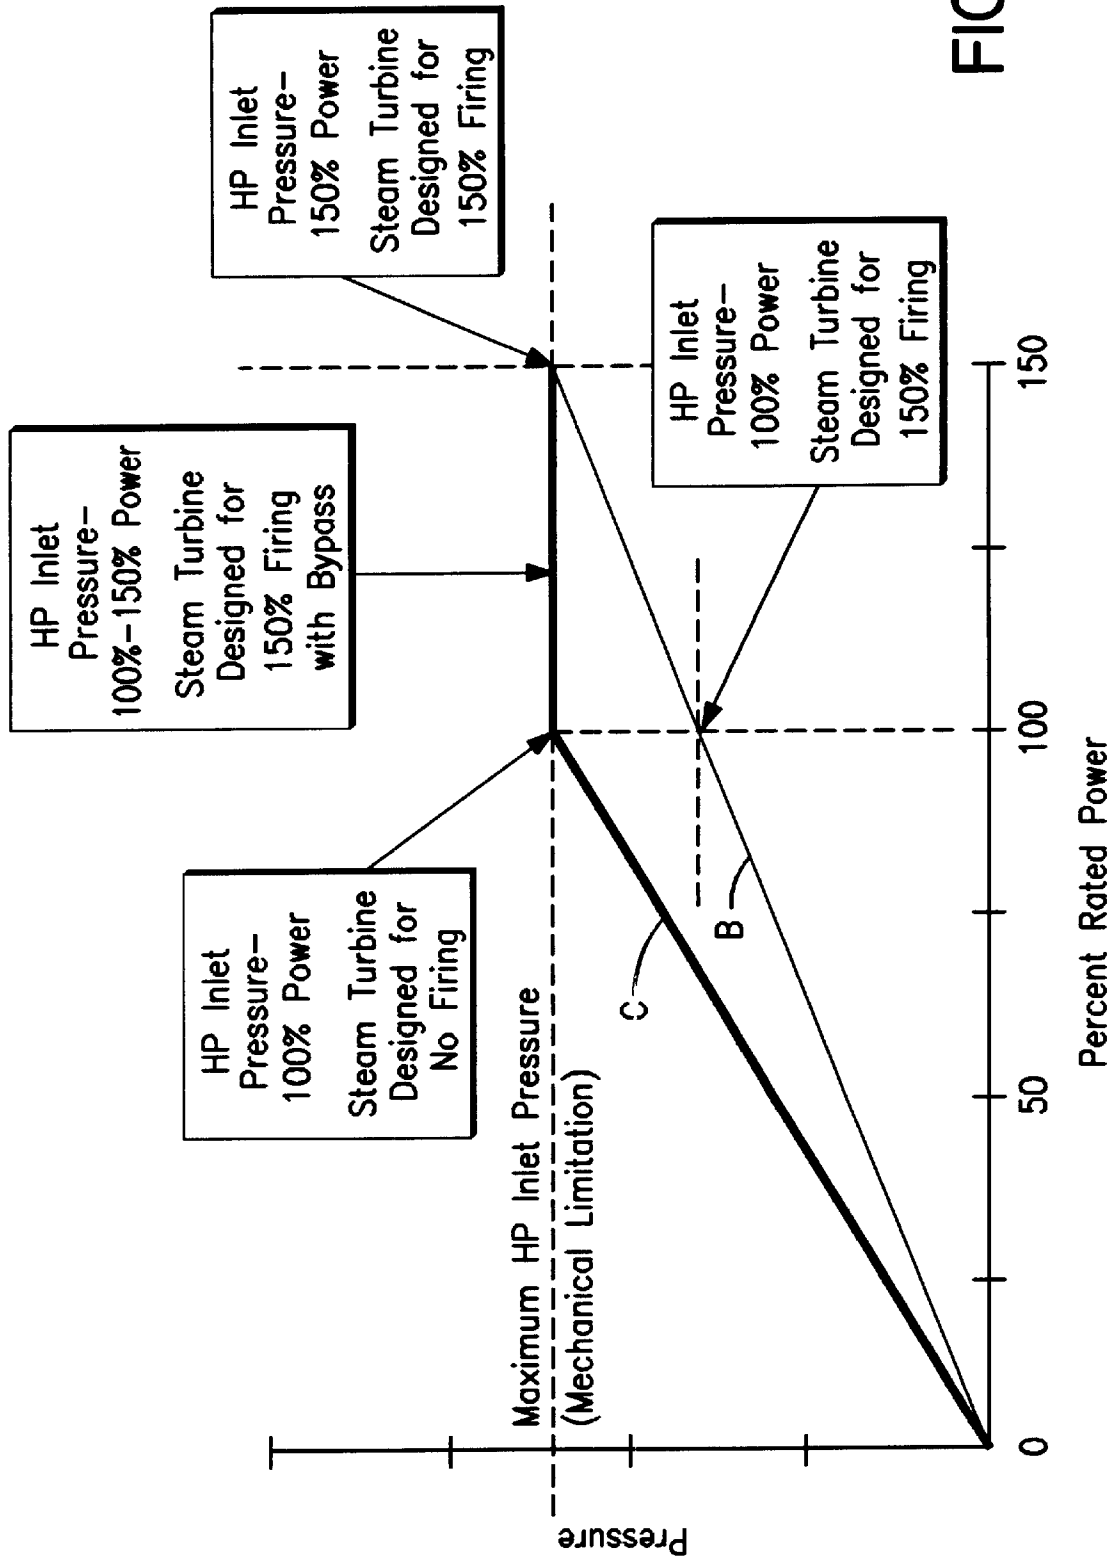 HP Inlet
Pressure-
100%-150% Power
Steam Turbine
Designed for
150% Firing
with Bypass
HP Inlet
Pressure-
100% Power
Steam Turbine
Designed for
No Firing
HP Inlet
Pressure-
150% Power
Steam Turbine
Designed for
150% Firing
Maximum HP Inlet Pressure
(Mechanical Limitation)
C
B
HP Inlet
Pressure-
100% Power
Steam Turbine
Designed for
150% Firing
Pressure
0
50
100
150
Percent Rated Power